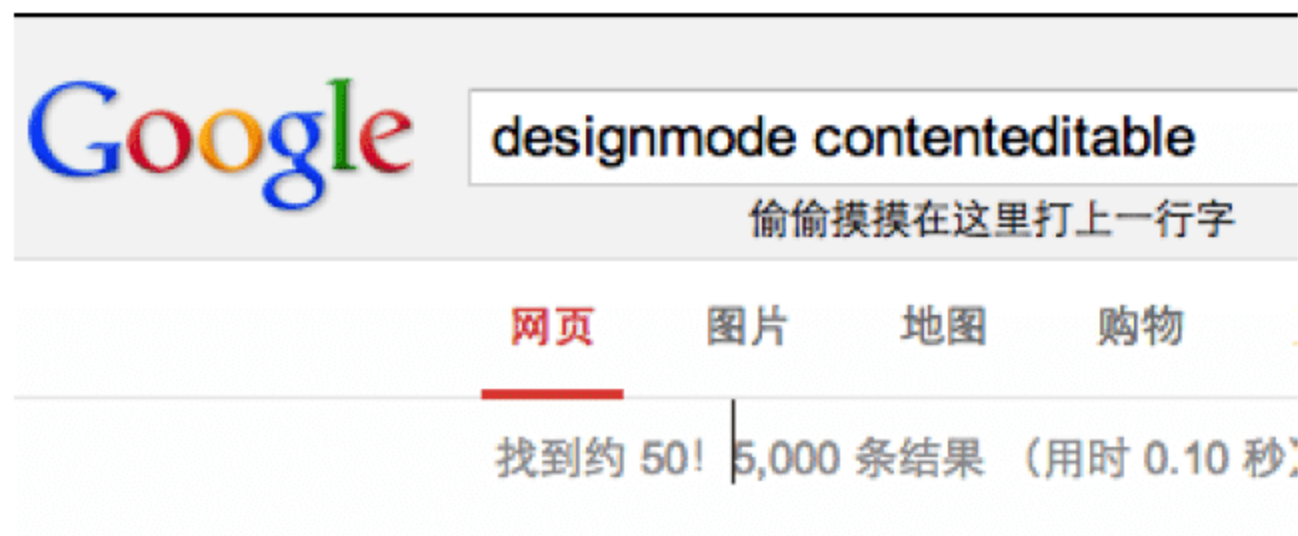 Google
designmode contenteditable
偷偷摸摸在这里打上一行字
网页 图片 地图 购物
找到约 50！5,000 条结果 （用时 0.10 秒）